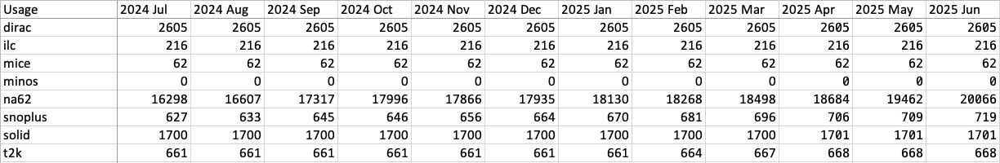 Usage 2024 Jul 2024 Aug 2024 Sep 2024 Oct 2024 Nov 2024 Dec 2025 Jan 2025 Feb 2025 Mar 2025 Apr 2025 May 2025 Jun
dirac 2605 2605 2605 2605 2605 2605 2605 2605 2605 2605 2605 2605
ilc 216 216 216 216 216 216 216 216 216 216 216 216
mice 62 62 62 62 62 62 62 62 62 62 62 62
minos 0 0 0 0 0 0 0 0 0 0 0 0
na62 16298 16607 17317 17996 17866 17935 18130 18268 18498 18684 19462 20066
snoplus 627 633 645 646 656 664 670 681 696 706 709 719
solid 1700 1700 1700 1700 1700 1700 1700 1700 1700 1701 1701 1701
t2k 661 661 661 661 661 661 661 664 667 668 668 668